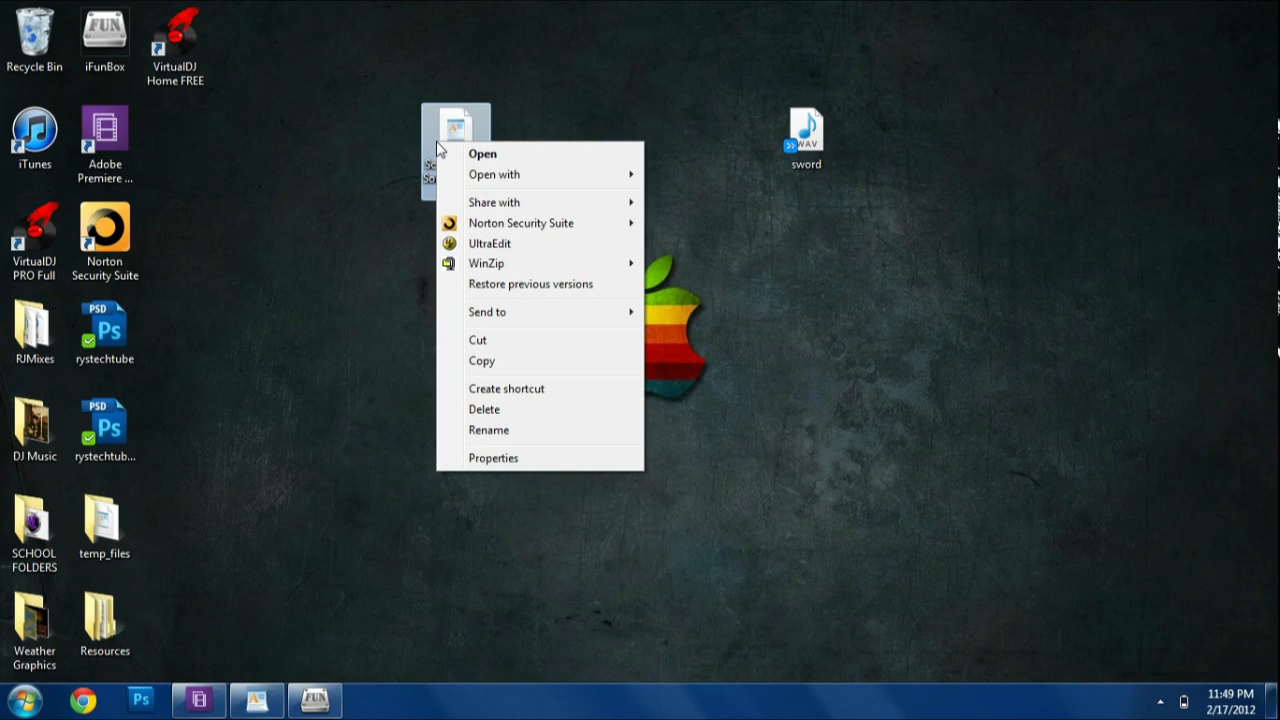 Recycle Bin
FUN
iFunBox
VirtualDJ
Home FREE
iTunes
Adobe
Premiere ...
WAV
sword
VirtualDJ
PRO Full
Norton
Security Suite
RJMixes
PSD
Ps
rystechtube
DJ Music
PSD
Ps
rystechtub...
SCHOOL
FOLDERS
temp_files
Weather
Graphics
Resources
Open
Open with
Share with
Norton Security Suite
UltraEdit
WinZip
Restore previous versions
Send to
Cut
Copy
Create shortcut
Delete
Rename
Properties
Ps
FUN
11:49 PM
2/17/2012